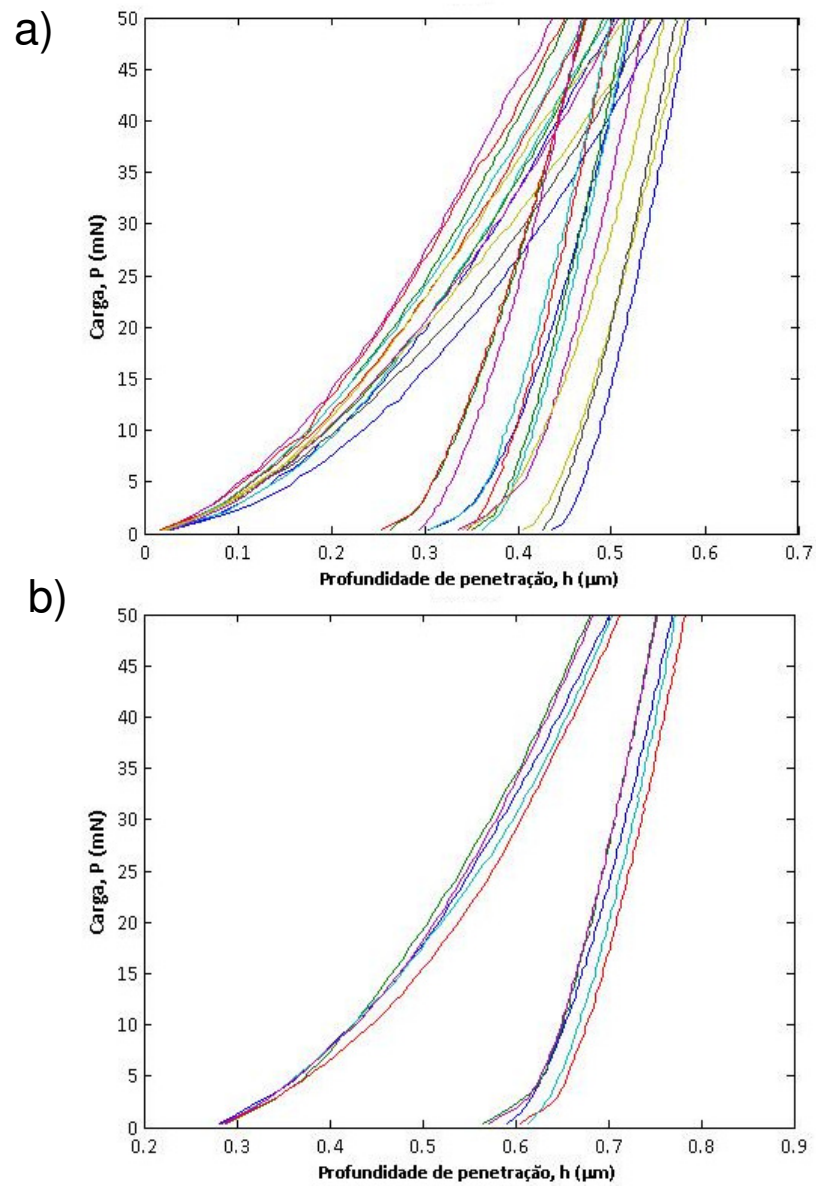 a)
50
45
40
35
30
25
20
15
10
5
0
Carga, P (mN)
0 0.1 0.2 0.3 0.4 0.5 0.6 0.7
Profundidade de penetração, h (µm)
b)
50
45
40
35
30
25
20
15
10
5
0
Carga, P (mN)
0.2 0.3 0.4 0.5 0.6 0.7 0.8 0.9
Profundidade de penetração, h (µm)